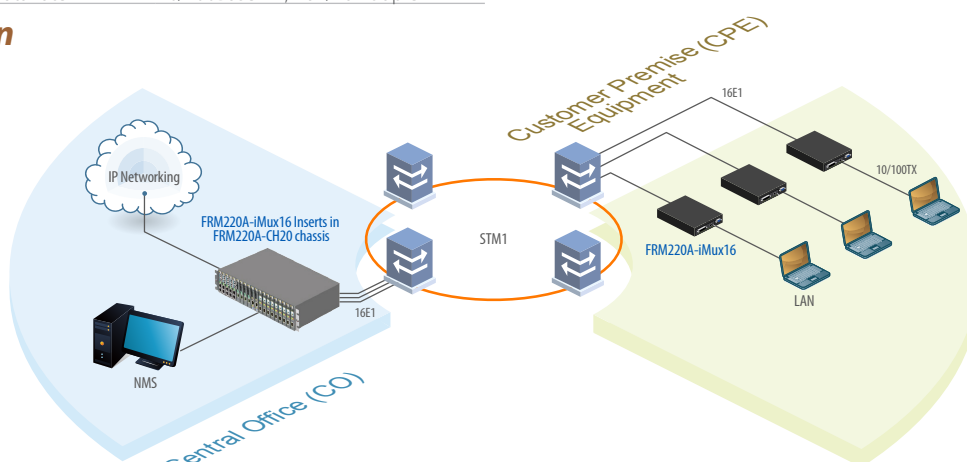 n
Customer Premise (CPE)
Equipment
16E1
10/100TX
IP Networking
FRM220A-iMux16 Inserts in
FRM220A-CH20 chassis
STM1
FRM220A-iMux16
LAN
16E1
NMS
Central Office (CO)